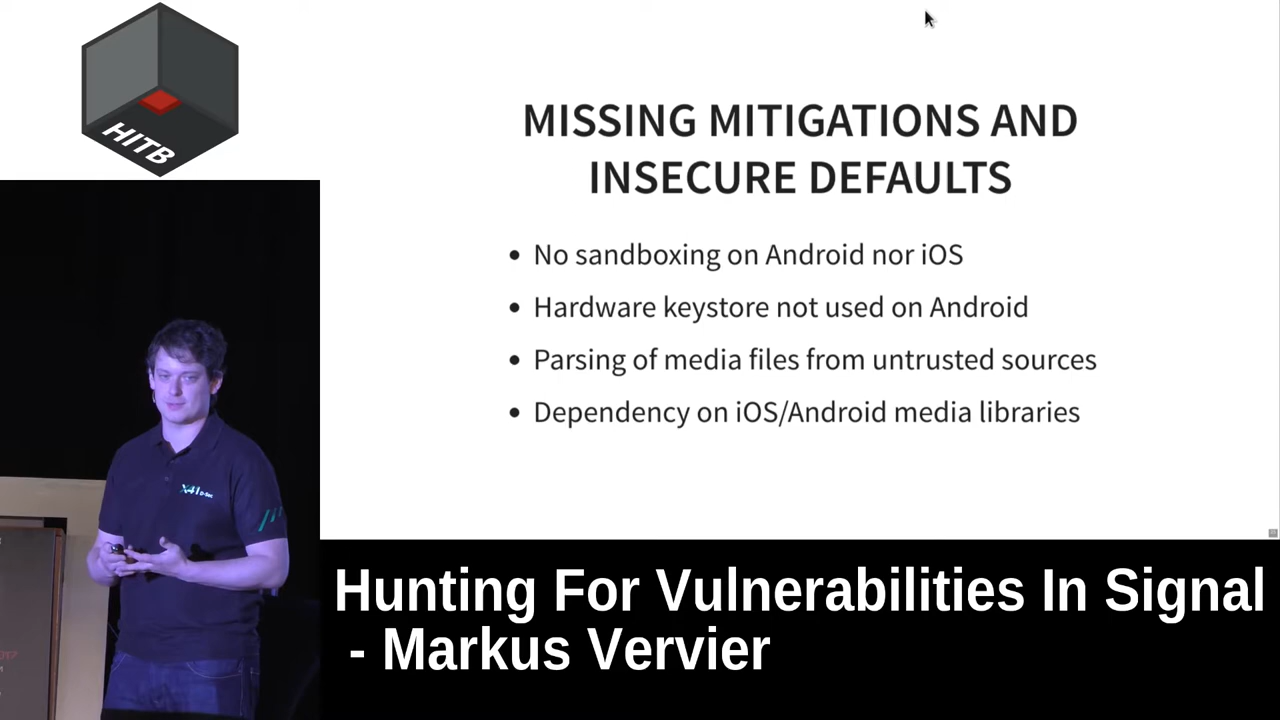 HITB
MISSING MITIGATIONS AND
INSECURE DEFAULTS
• No sandboxing on Android nor iOS
• Hardware keystore not used on Android
• Parsing of media files from untrusted sources
• Dependency on iOS/Android media libraries
X41 D-Sec
Hunting For Vulnerabilities In Signal
- Markus Vervier